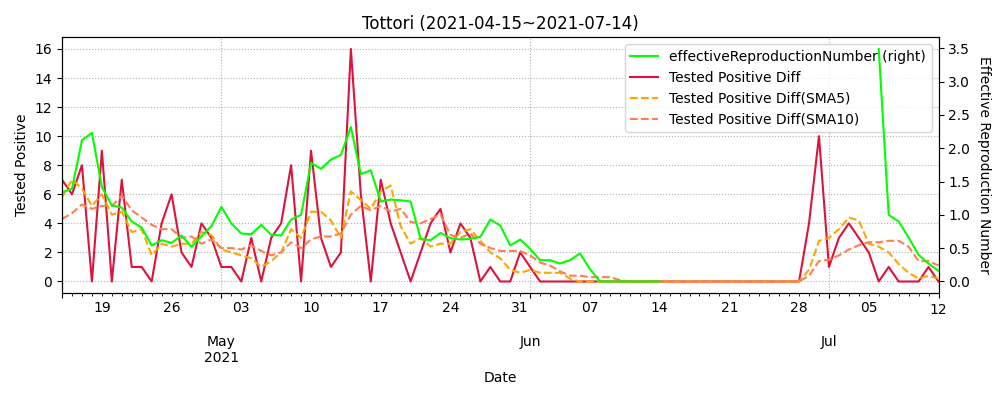 Tottori (2021-04-15~2021-07-14)
effectiveReproductionNumber (right)
Tested Positive Diff
Tested Positive Diff(SMA5)
Tested Positive Diff(SMA10)
Tested Positive
16
14
12
10
8
6
4
2
0
3.5
3.0
2.5
2.0
1.5
1.0
0.5
0.0
Effective Reproduction Number
19 26 03 10 17 24 31 07 14 21 28 05 12
May Jun Jul
2021
Date